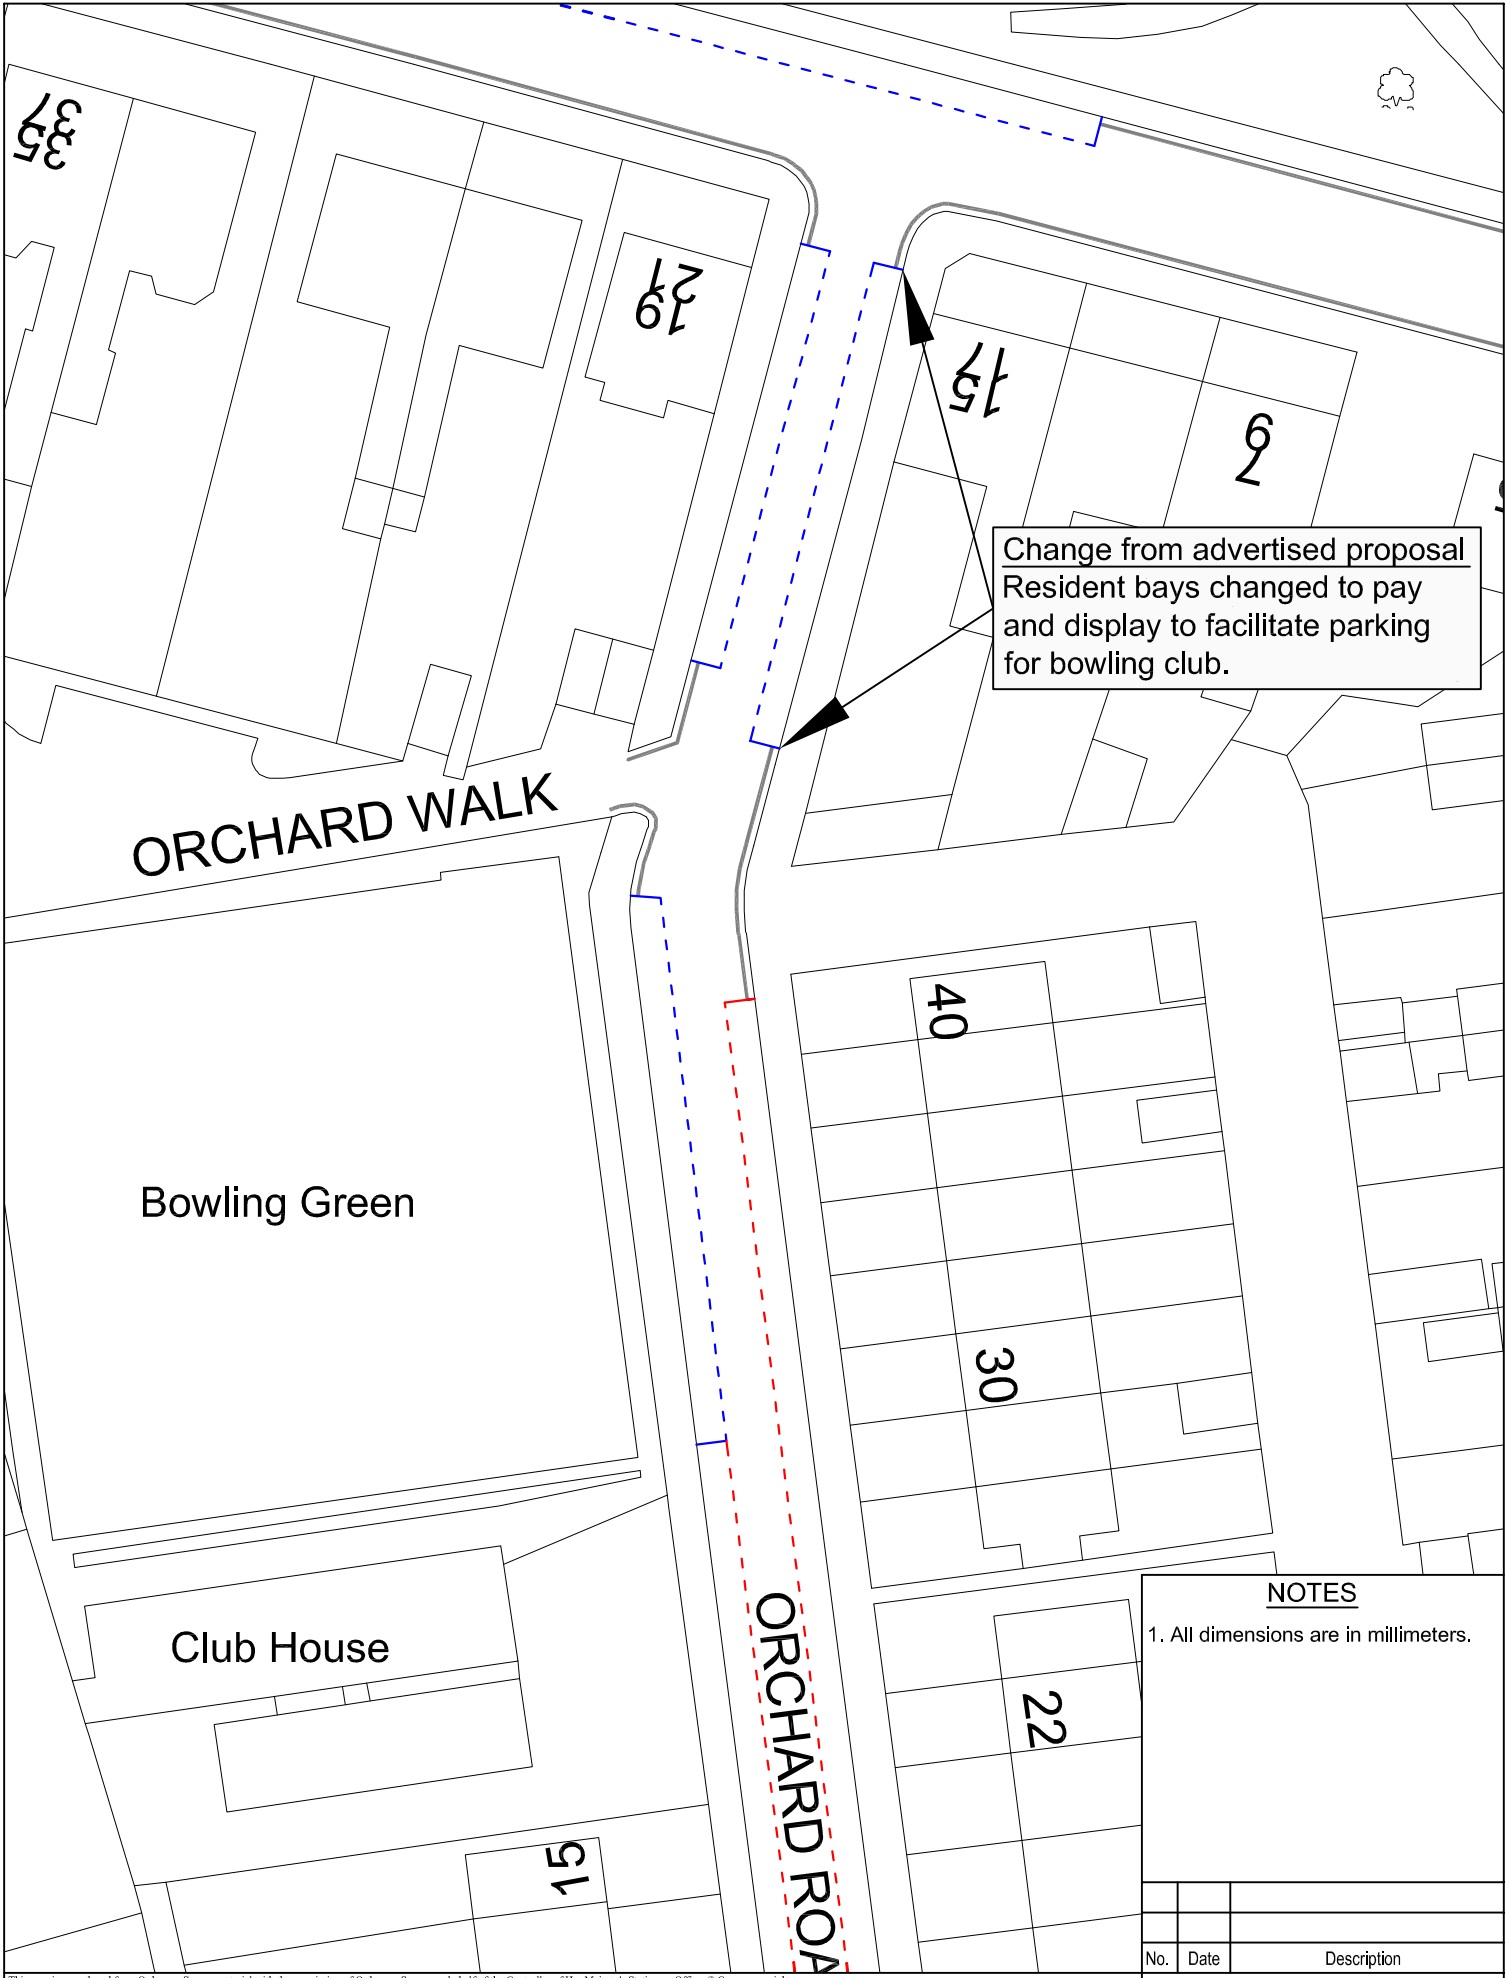 37
35
21
19
17
15
9
7
Change from advertised proposal
Resident bays changed to pay
and display to facilitate parking
for bowling club.
ORCHARD WALK
40
Bowling Green
30
NOTES
1. All dimensions are in millimeters.
Club House
ORCHARD ROA
22
15
No. Date Description